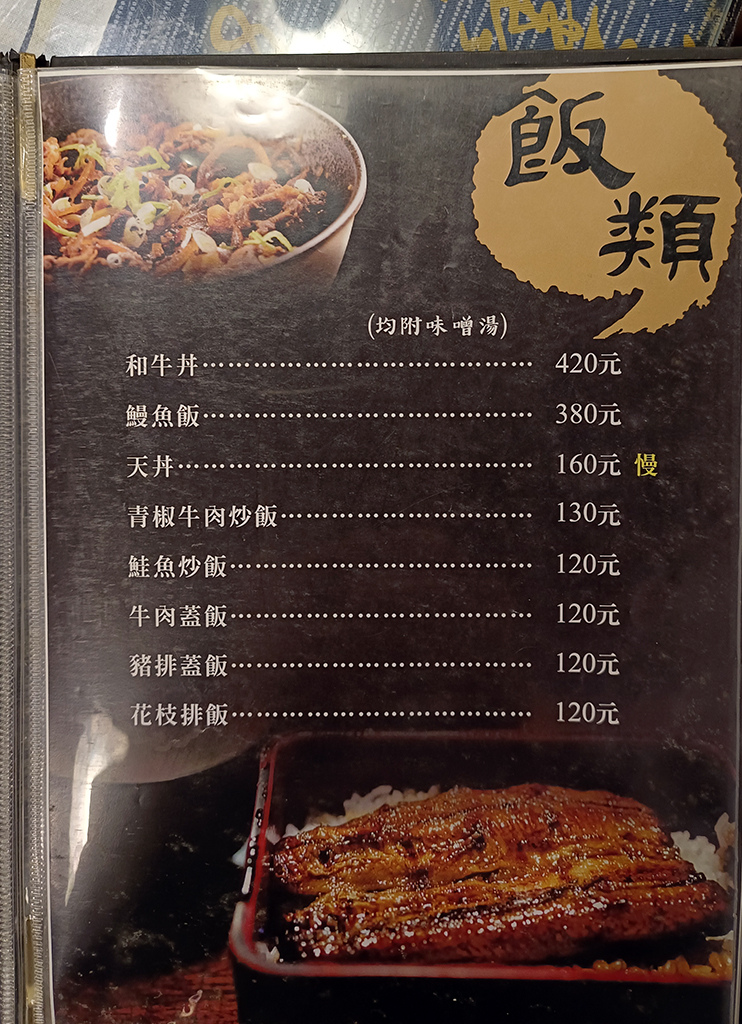 飯
類
(均附味噌湯)
和牛丼……………………………………420元
鰻魚飯……………………………………380元
天丼………………………………………160元 慢
青椒牛肉炒飯……………………………130元
鮭魚炒飯…………………………………120元
牛肉蓋飯…………………………………120元
豬排蓋飯…………………………………120元
花枝排飯…………………………………120元